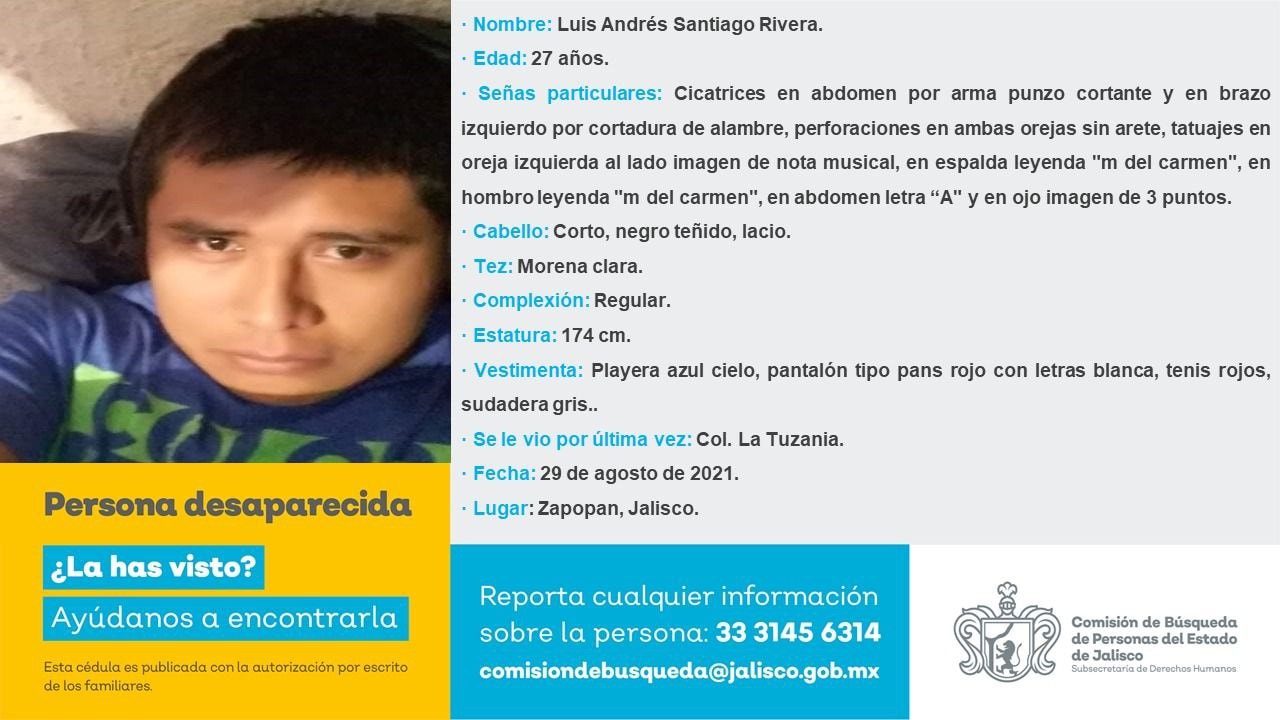 · Nombre: Luis Andrés Santiago Rivera.
· Edad: 27 años.
· Señas particulares: Cicatrices en abdomen por arma punzo cortante y en brazo
izquierdo por cortadura de alambre, perforaciones en ambas orejas sin arete, tatuajes en
oreja izquierda al lado imagen de nota musical, en espalda leyenda "m del carmen", en
hombro leyenda "m del carmen", en abdomen letra “A" y en ojo imagen de 3 puntos.
· Cabello: Corto, negro teñido, lacio.
· Tez: Morena clara.
· Complexión: Regular.
· Estatura: 174 cm.
· Vestimenta: Playera azul cielo, pantalón tipo pans rojo con letras blanca, tenis rojos,
sudadera gris..
· Se le vio por última vez: Col. La Tuzania.
· Fecha: 29 de agosto de 2021.
· Lugar: Zapopan, Jalisco.
Persona desaparecida
¿La has visto?
Ayúdanos a encontrarla
Esta cédula es publicada con la autorización por escrito
de los familiares.
Reporta cualquier información
sobre la persona: 33 3145 6314
comisiondebusqueda@jalisco.gob.mx
Comisión de Búsqueda
de Personas del Estado
de Jalisco
Subsecretaría de Derechos Humanos